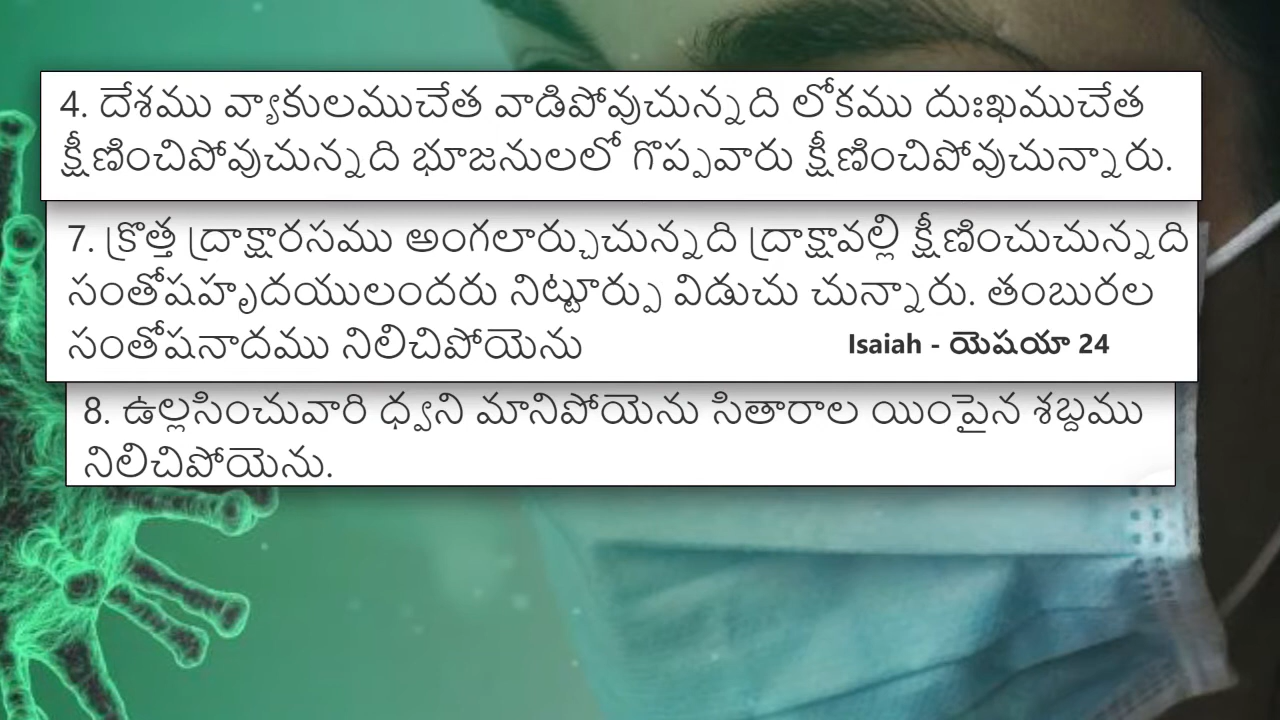 4. దేశము వ్యాకులముచేత వాడిపోవుచున్నది లోకము దుఃఖముచేత
క్షీణించిపోవుచున్నది భూజనులలో గొప్పవారు క్షీణించిపోవుచున్నారు.
7. క్రొత్త ద్రాక్షారసము అంగలార్చుచున్నది ద్రాక్షావల్లి క్షీణించుచున్నది
సంతోషహృదయులందరు నిట్టూర్పు విడుచు చున్నారు. తంబురల
సంతోషనాదము నిలిచిపోయెను
Isaiah - యెషయా 24
8. ఉల్లసించువారి ధ్వని మానిపోయెను సితారాల యింపైన శబ్దము
నిలిచిపోయెను.